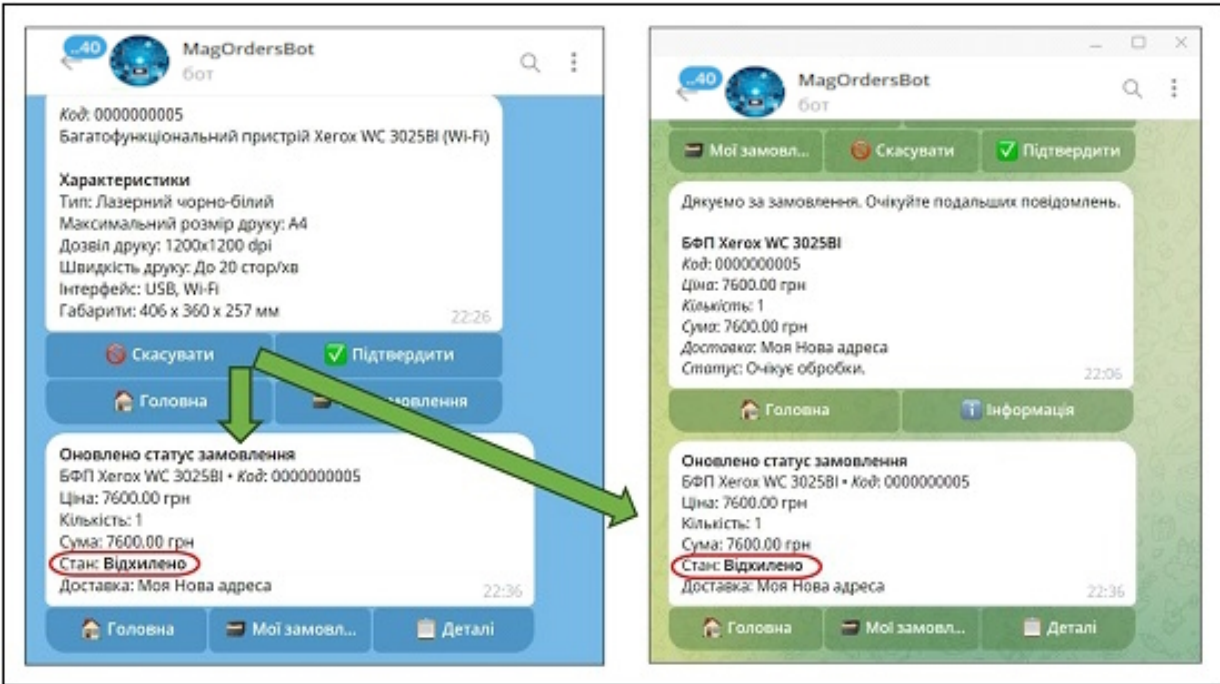 ..40
MagOrdersBot
бот
Код: 0000000005
Багатофункціональний пристрій Xerox WC 3025BI (Wi-Fi)
Характеристики
Тип: Лазерний чорно-білий
Максимальний розмір друку: A4
Дозвіл друку: 1200x1200 dpi
Швидкість друку: До 20 стор/хв
Інтерфейс: USB, Wi-Fi
Габарити: 406 x 360 x 257 мм
22:26
Скасувати
Підтвердити
Головна
мовлення
Оновлено статус замовлення
БФП Xerox WC 3025BI • Код: 0000000005
Ціна: 7600.00 грн
Кількість: 1
Сума: 7600.00 грн
Стан: Відхилено
Доставка: Моя Нова адреса
22:36
Головна
Мої замовл...
Деталі
..40
MagOrdersBot
бот
Мої замовл...
Скасувати
Підтвердити
Дякуємо за замовлення. Очікуйте подальших повідомлень.
БФП Xerox WC 3025BI
Код: 0000000005
Ціна: 7600.00 грн
Кількість: 1
Сума: 7600.00 грн
Доставка: Моя Нова адреса
Статус: Очікує обробки.
22:06
Головна
Інформація
Оновлено статус замовлення
БФП Xerox WC 3025BI • Код: 0000000005
Ціна: 7600.00 грн
Кількість: 1
Сума: 7600.00 грн
Стан: Відхилено
Доставка: Моя Нова адреса
22:36
Головна
Мої замовл...
Деталі